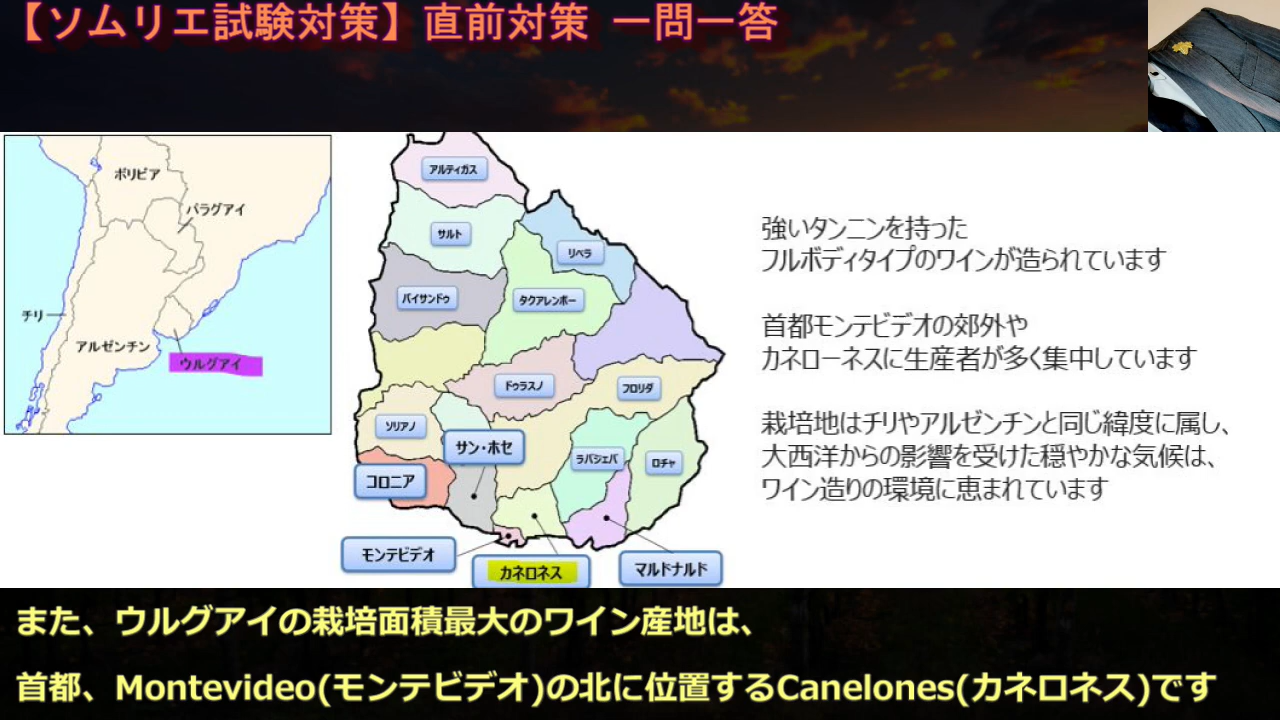 【ソムリエ試験対策】直前対策 一問一答
ボリビア
パラグアイ
チリ
アルゼンチン
ウルグアイ
アルティガス
サルト
リベラ
パイサンドゥ
タクアレンボー
ドゥラスノ
フロリダ
ソリアノ
サン・ホセ
ラバジェハ
ロチャ
コロニア
モンテビデオ
カネロネス
マルドナルド
強いタンニンを持った
フルボディタイプのワインが造られています
首都モンテビデオの郊外や
カネローネスに生産者が多く集中しています
栽培地はチリやアルゼンチンと同じ緯度に属し、
大西洋からの影響を受けた穏やかな気候は、
ワイン造りの環境に恵まれています
また、ウルグアイの栽培面積最大のワイン産地は、
首都、Montevideo(モンテビデオ)の北に位置するCanelones(カネロネス)です